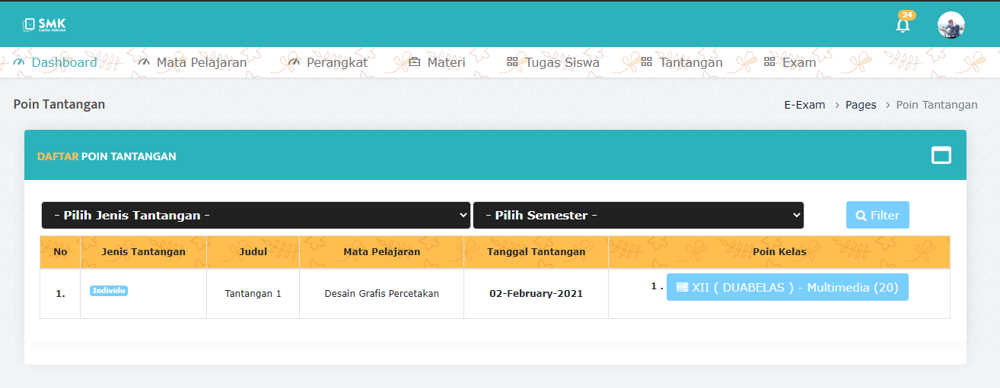 SMK
CAKRA KUSUMA
24
Dashboard Mata Pelajaran Perangkat Materi Tugas Siswa Tantangan Exam
Poin Tantangan
E-Exam > Pages > Poin Tantangan
DAFTAR POIN TANTANGAN
- Pilih Jenis Tantangan - - Pilih Semester - Filter
No Jenis Tantangan Judul Mata Pelajaran Tanggal Tantangan Poin Kelas
1. Individu Tantangan 1 Desain Grafis Percetakan 02-February-2021 1 . XII ( DUABELAS ) - Multimedia (20)